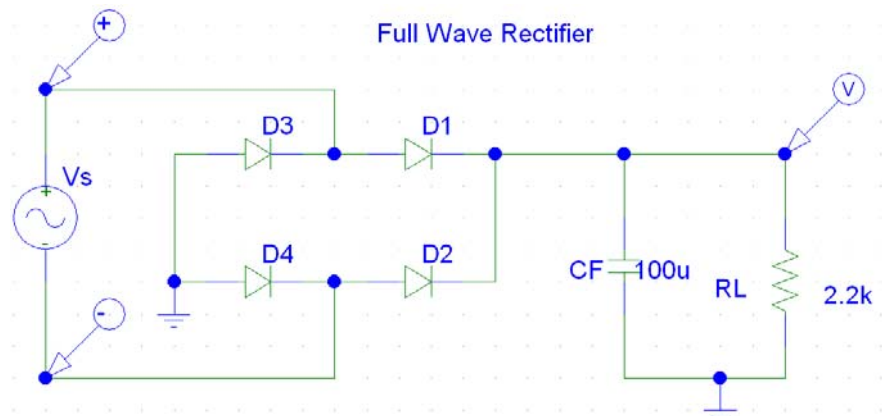 +
Full Wave Rectifier
V
D3
D1
Vs
+
-
D4
D2
CF
100u
RL
2.2k
-